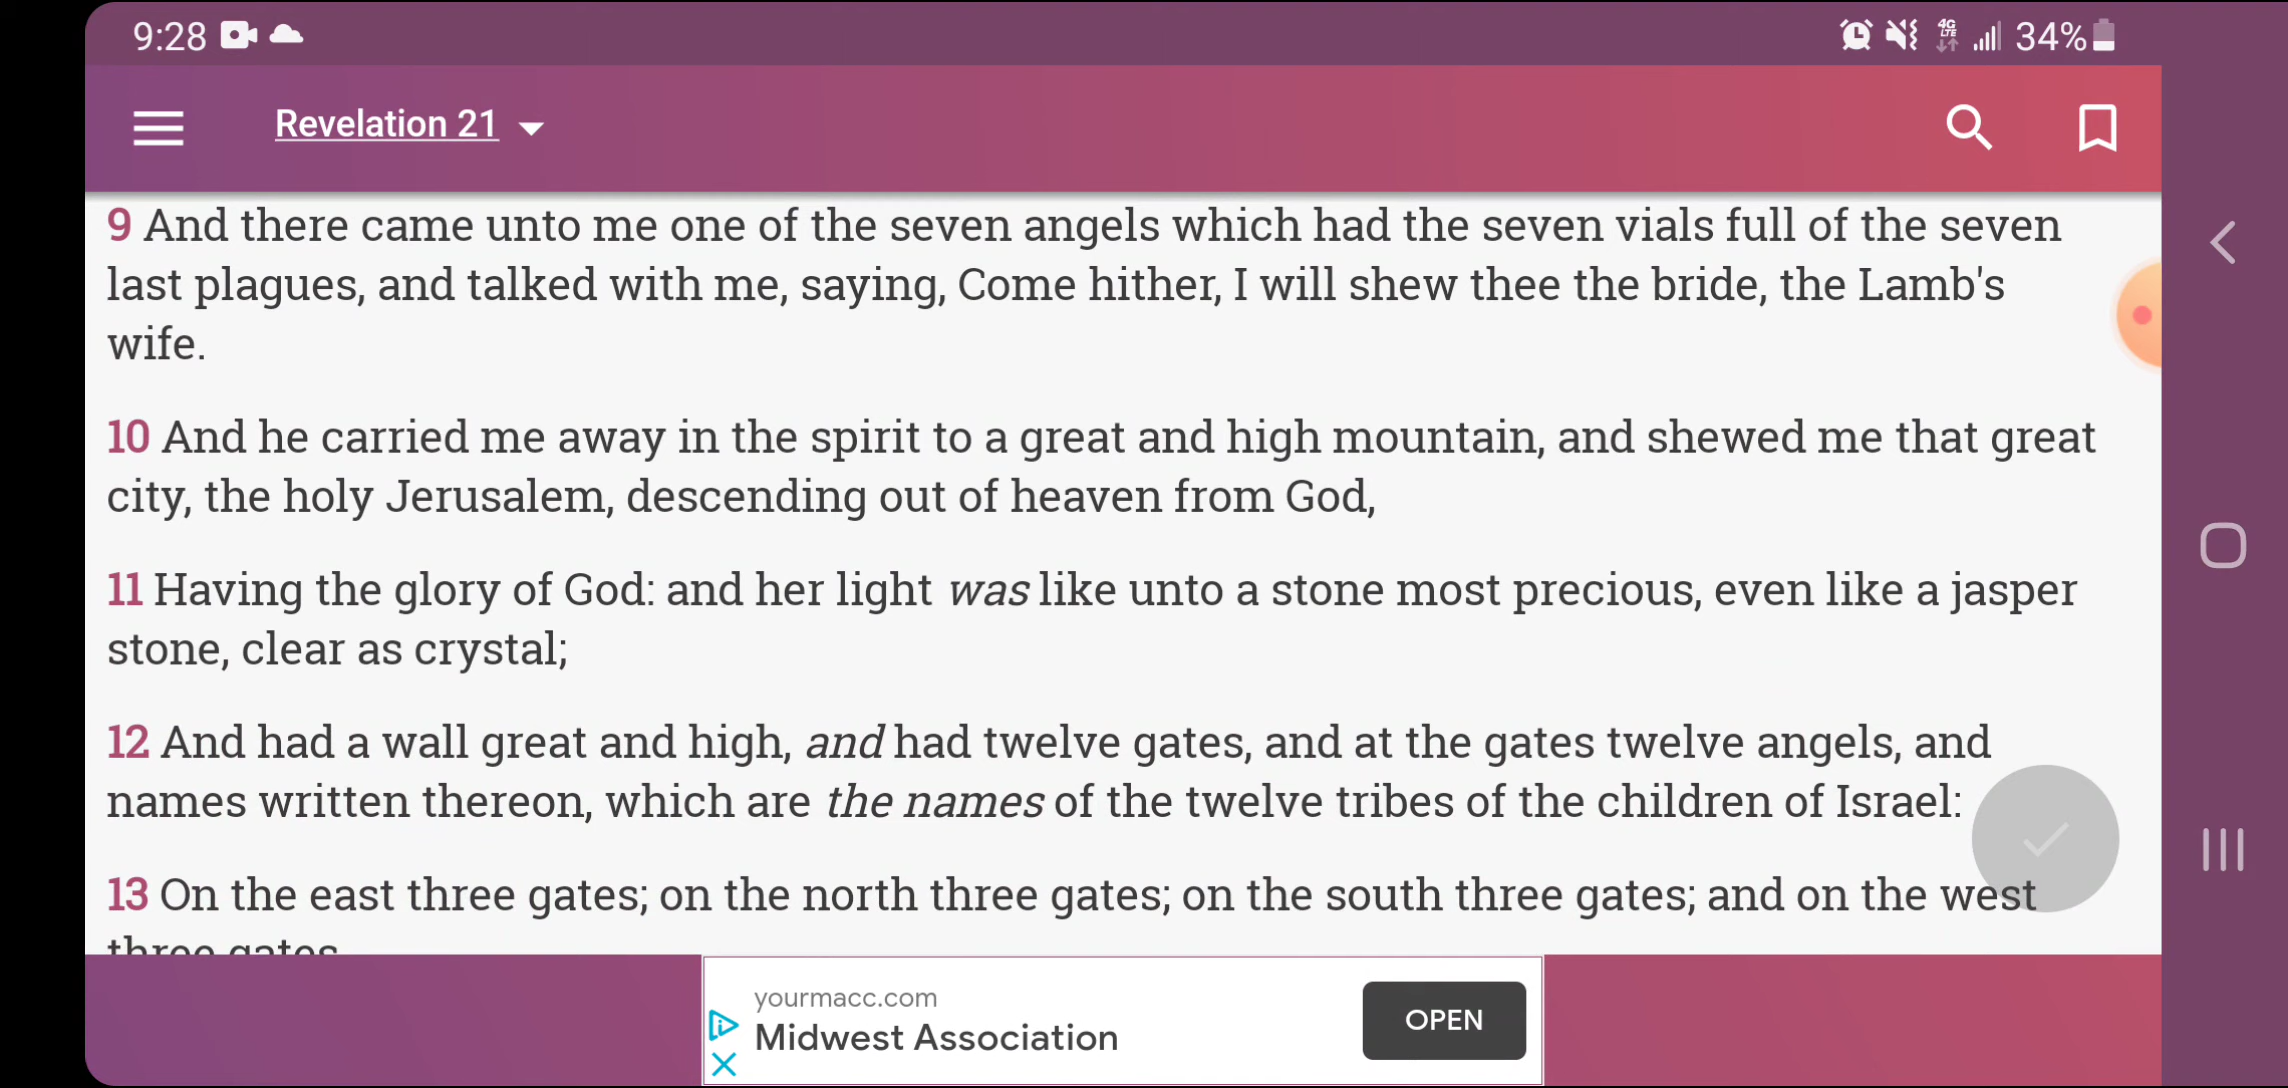 9:28
4G LTE 34%
Revelation 21
9 And there came unto me one of the seven angels which had the seven vials full of the seven
last plagues, and talked with me, saying, Come hither, I will shew thee the bride, the Lamb's
wife.
10 And he carried me away in the spirit to a great and high mountain, and shewed me that great
city, the holy Jerusalem, descending out of heaven from God,
11 Having the glory of God: and her light was like unto a stone most precious, even like a jasper
stone, clear as crystal;
12 And had a wall great and high, and had twelve gates, and at the gates twelve angels, and
names written thereon, which are the names of the twelve tribes of the children of Israel:
13 On the east three gates; on the north three gates; on the south three gates; and on the west
three gates.
yourmacc.com
Midwest Association
OPEN